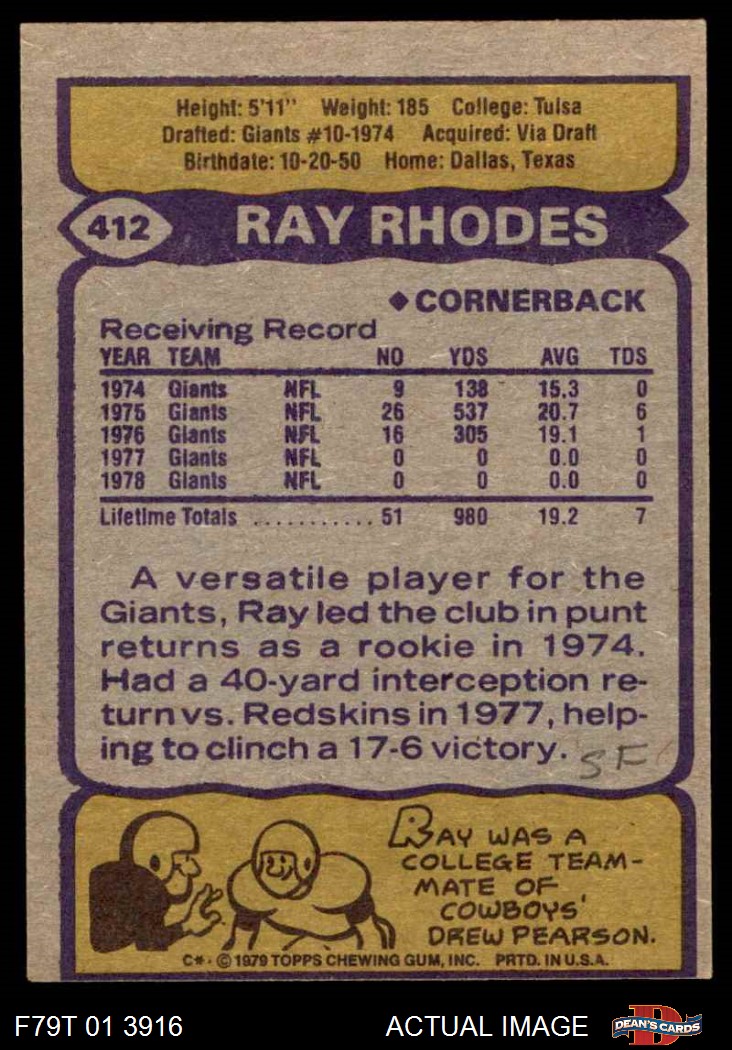 Height: 5'11" Weight: 185 College: Tulsa
Drafted: Giants #10-1974 Acquired: Via Draft
Birthdate: 10-20-50 Home: Dallas, Texas
412 RAY RHODES
◆CORNERBACK
Receiving Record
YEAR TEAM NO YDS AVG TDS
1974 Giants NFL 9 138 15.3 0
1975 Giants NFL 26 537 20.7 6
1976 Giants NFL 16 305 19.1 1
1977 Giants NFL 0 0 0.0 0
1978 Giants NFL 0 0 0.0 0
Lifetime Totals ........... 51 980 19.2 7
A versatile player for the
Giants, Ray led the club in punt
returns as a rookie in 1974.
Had a 40-yard interception re-
turn vs. Redskins in 1977, help-
ing to clinch a 17-6 victory.
SF
RAY WAS A
COLLEGE TEAM-
MATE OF
COWBOYS'
DREW PEARSON.
C*· © 1979 TOPPS CHEWING GUM, INC. PRTD. IN U.S.A.
F79T 01 3916 ACTUAL IMAGE D DEAN'S CARDS